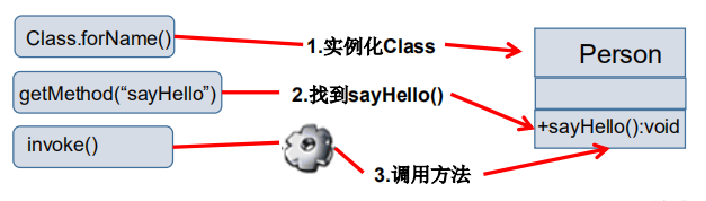 Class.forName()
1.实例化Class
Person
getMethod(“sayHello”)
2.找到sayHello()
+sayHello():void
invoke()
3.调用方法